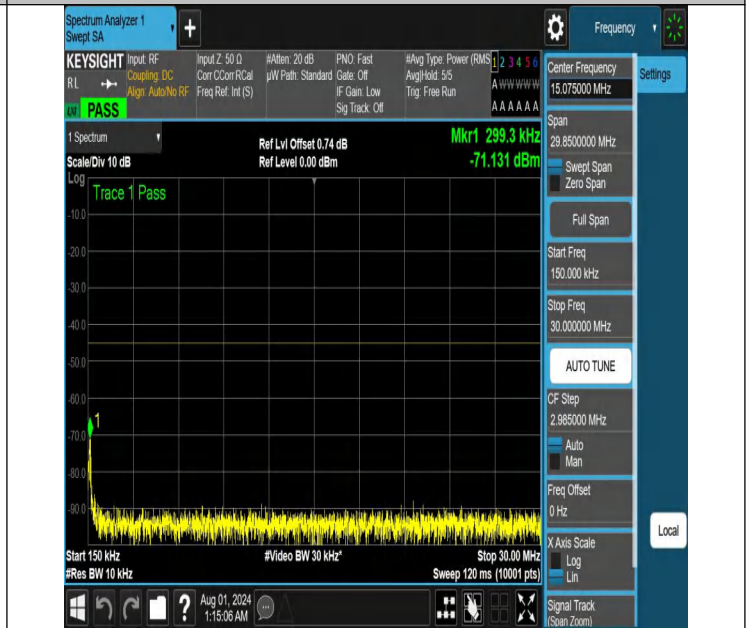 Spectrum Analyzer 1
Swept SA
+
Frequency
KEYSIGHT
RL
PASS
Input: RF
Coupling: DC
Align: Auto/No RF
Input Z: 50 Ω
Corr CCorr RCal
Freq Ref: Int (S)
#Atten: 20 dB
µW Path: Standard
PNO: Fast
Gate: Off
IF Gain: Low
Sig Track: Off
#Avg Type: Power (RMS
Avg|Hold: 5/5
Trig: Free Run
1 2 3 4 5 6
A W W W W W
A A A A A A
1 Spectrum
Scale/Div 10 dB
Ref Lvl Offset 0.74 dB
Ref Level 0.00 dBm
Mkr1 299.3 kHz
-71.131 dBm
Log
Trace 1 Pass
-10.0
-20.0
-30.0
-40.0
-50.0
-60.0
-70.0
-80.0
-90.0
1
Start 150 kHz
#Res BW 10 kHz
#Video BW 30 kHz*
Stop 30.00 MHz
Sweep 120 ms (10001 pts)
Aug 01, 2024
1:15:06 AM
?
Center Frequency
15.075000 MHz
Settings
Span
29.8500000 MHz
Swept Span
Zero Span
Full Span
Start Freq
150.000 kHz
Stop Freq
30.000000 MHz
AUTO TUNE
CF Step
2.985000 MHz
Auto
Man
Freq Offset
0 Hz
X Axis Scale
Log
Lin
Local
Signal Track
(Span Zoom)